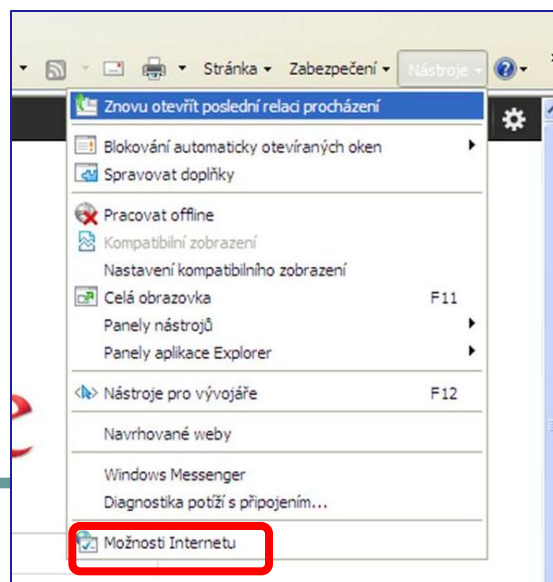 Stránka Zabezpečení Nástroje
Znovu otevřít poslední relaci procházení
Blokování automaticky otevíraných oken
Spravovat doplňky
Pracovat offline
Kompatibilní zobrazení
Nastavení kompatibilního zobrazení
Celá obrazovka F11
Panely nástrojů
Panely aplikace Explorer
Nástroje pro vývojáře F12
Navrhované weby
Windows Messenger
Diagnostika potíží s připojením...
Možnosti Internetu
e